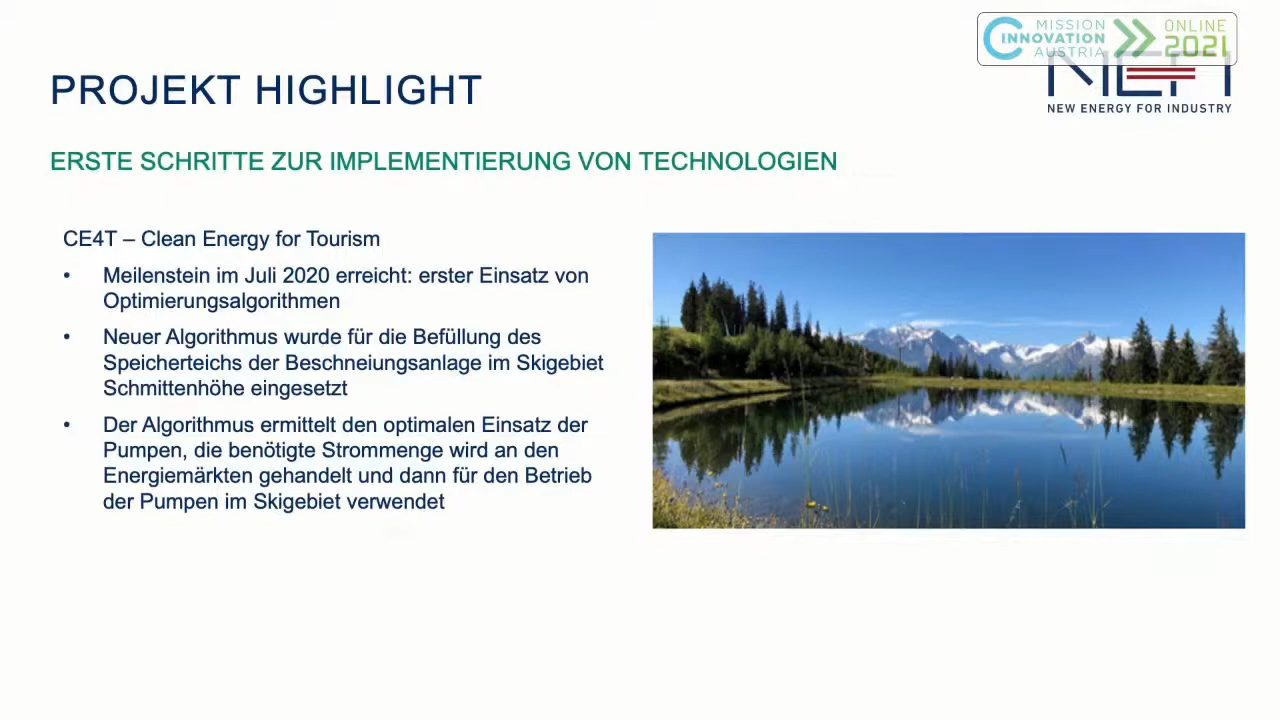 MISSION
INNOVATION
AUSTRIA
ONLINE
2021
PROJEKT HIGHLIGHT
NEW ENERGY FOR INDUSTRY
ERSTE SCHRITTE ZUR IMPLEMENTIERUNG VON TECHNOLOGIEN
CE4T – Clean Energy for Tourism
• Meilenstein im Juli 2020 erreicht: erster Einsatz von
Optimierungsalgorithmen
• Neuer Algorithmus wurde für die Befüllung des
Speicherteichs der Beschneiungsanlage im Skigebiet
Schmittenhöhe eingesetzt
• Der Algorithmus ermittelt den optimalen Einsatz der
Pumpen, die benötigte Strommenge wird an den
Energiemärkten gehandelt und dann für den Betrieb
der Pumpen im Skigebiet verwendet